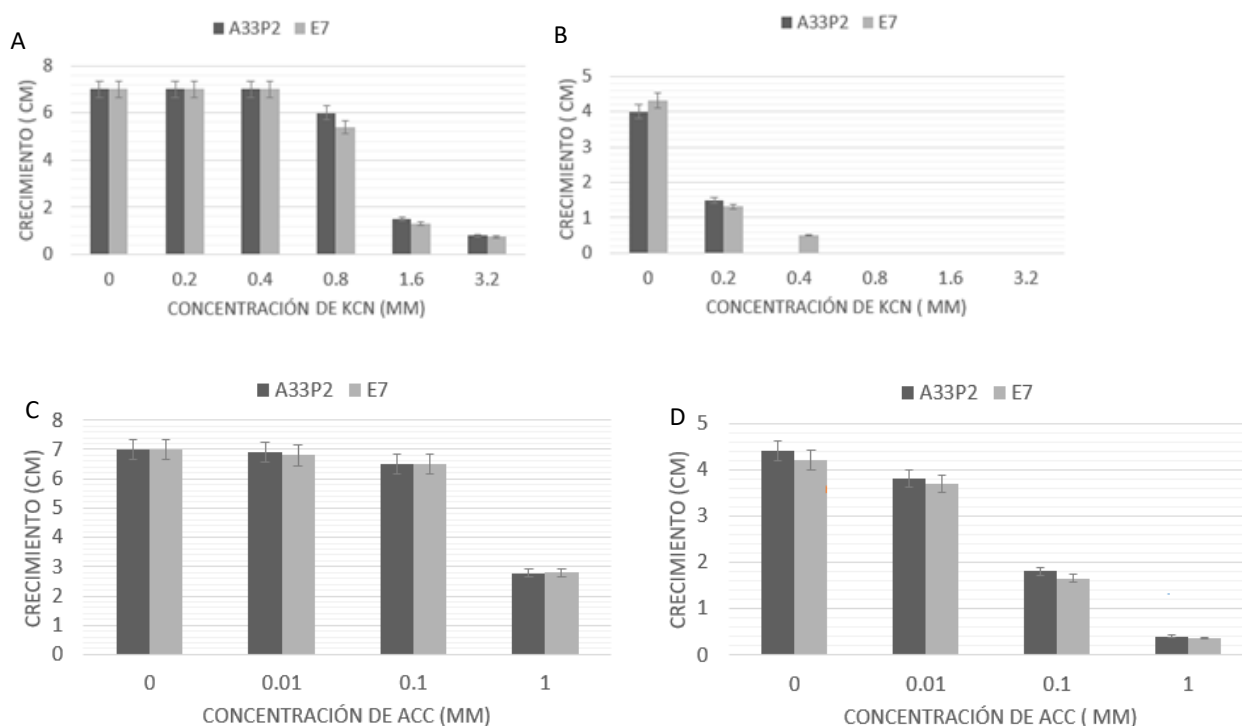 A
A33P2 E7
CRECIMIENTO ( CM)
8
6
4
2
0
0 0.2 0.4 0.8 1.6 3.2
CONCENTRACIÓN DE KCN (MM)
B
A33P2 E7
CRECIMIENTO ( CM)
5
4
3
2
1
0
0 0.2 0.4 0.8 1.6 3.2
CONCENTRACIÓN DE KCN ( MM)
C
A33P2 E7
CRECIMIENTO (CM)
8
7
6
5
4
3
2
1
0
0 0.01 0.1 1
CONCENTRACIÓN DE ACC (MM)
D
A33P2 E7
CRECIMIENTO (CM)
5
4
3
2
1
0
0 0.01 0.1 1
CONCENTRACIÓN DE ACC ( MM)